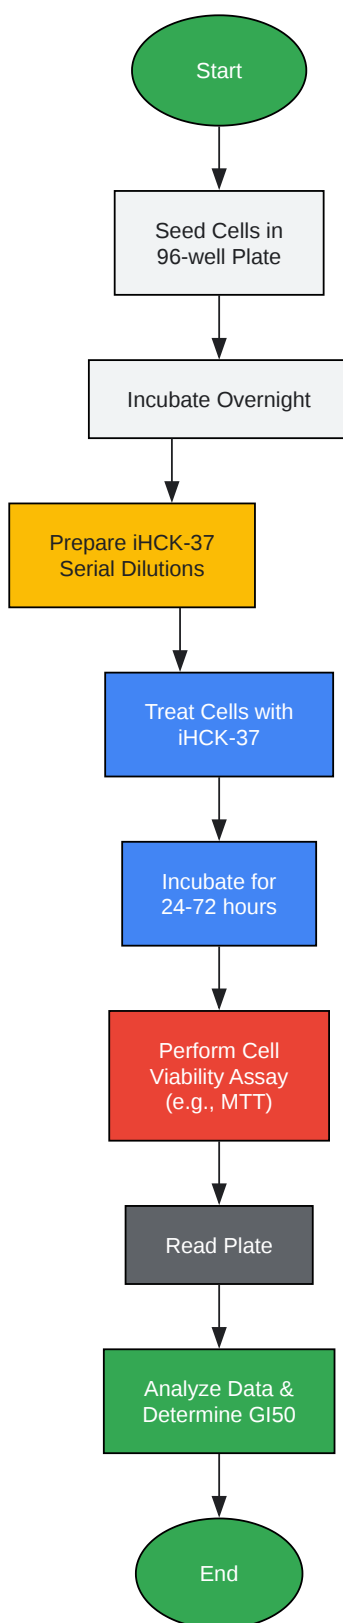 Start
Seed Cells in
96-well Plate
Incubate Overnight
Prepare iHCK-37
Serial Dilutions
Treat Cells with
iHCK-37
Incubate for
24-72 hours
Perform Cell
Viability Assay
(e.g., MTT)
Read Plate
Analyze Data &
Determine GI50
End